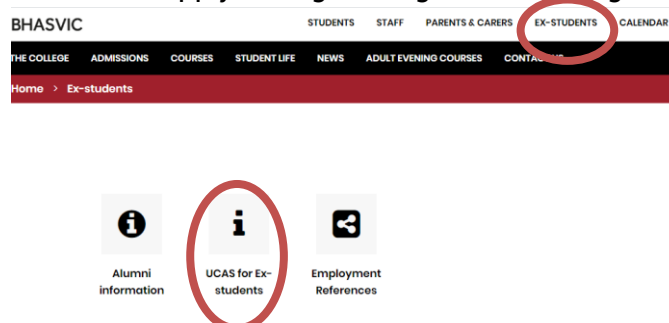 BHASVIC
STUDENTS STAFF PARENTS & CARERS EX-STUDENTS CALENDAR
THE COLLEGE ADMISSIONS COURSES STUDENT LIFE NEWS ADULT EVENING COURSES
Home > Ex-students
Alumni information
UCAS for Ex-students
Employment References